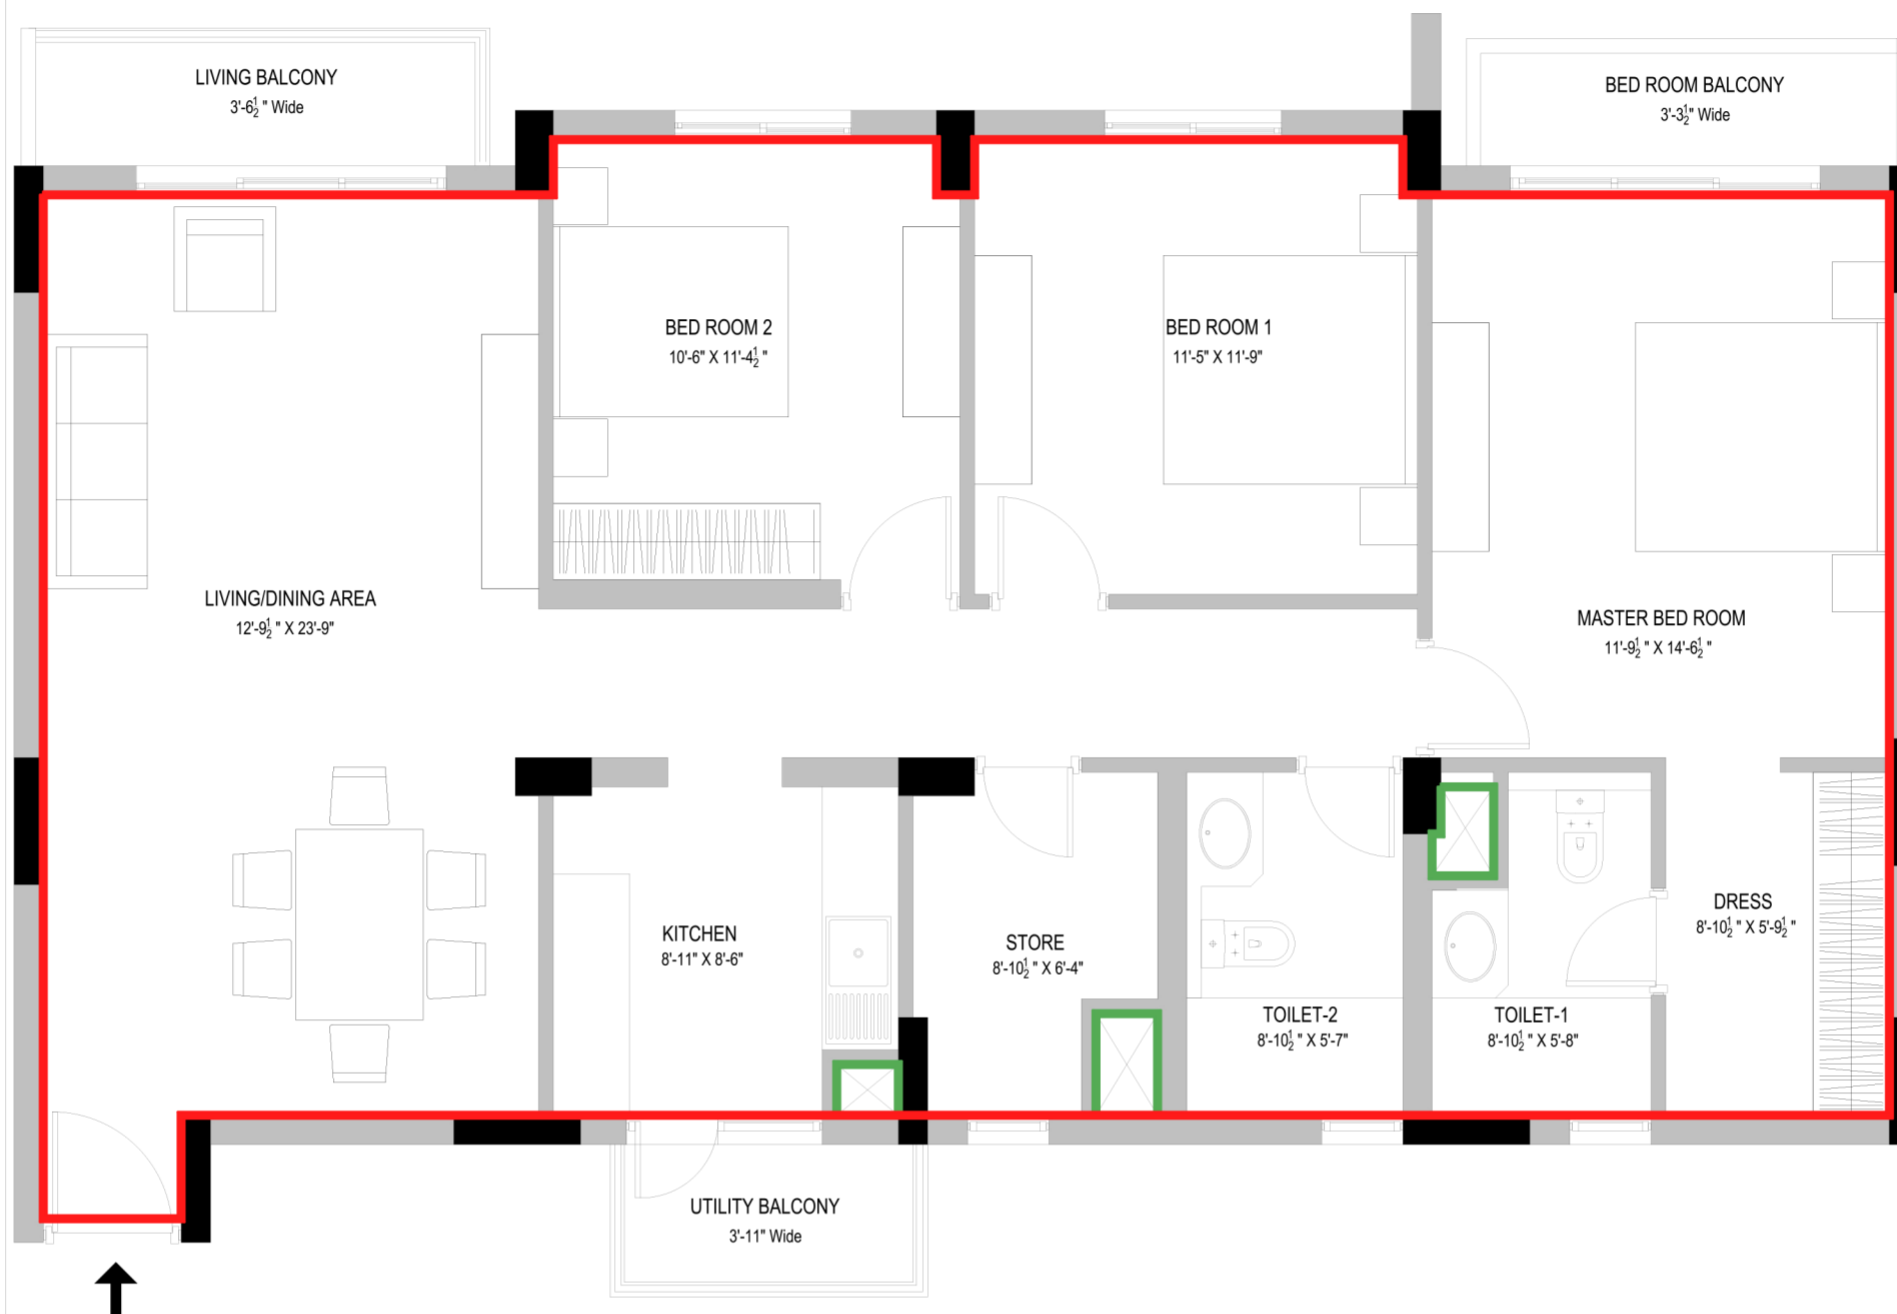 LIVING BALCONY
3'-6½" Wide
BED ROOM BALCONY
3'-3½" Wide
BED ROOM 2
10'-6" X 11'-4½"
BED ROOM 1
11'-5" X 11'-9"
LIVING/DINING AREA
12'-9½" X 23'-9"
MASTER BED ROOM
11'-9½" X 14'-6½"
KITCHEN
8'-11" X 8'-6"
STORE
8'-10½" X 6'-4"
DRESS
8'-10½" X 5'-9½"
TOILET-2
8'-10½" X 5'-7"
TOILET-1
8'-10½" X 5'-8"
UTILITY BALCONY
3'-11" Wide